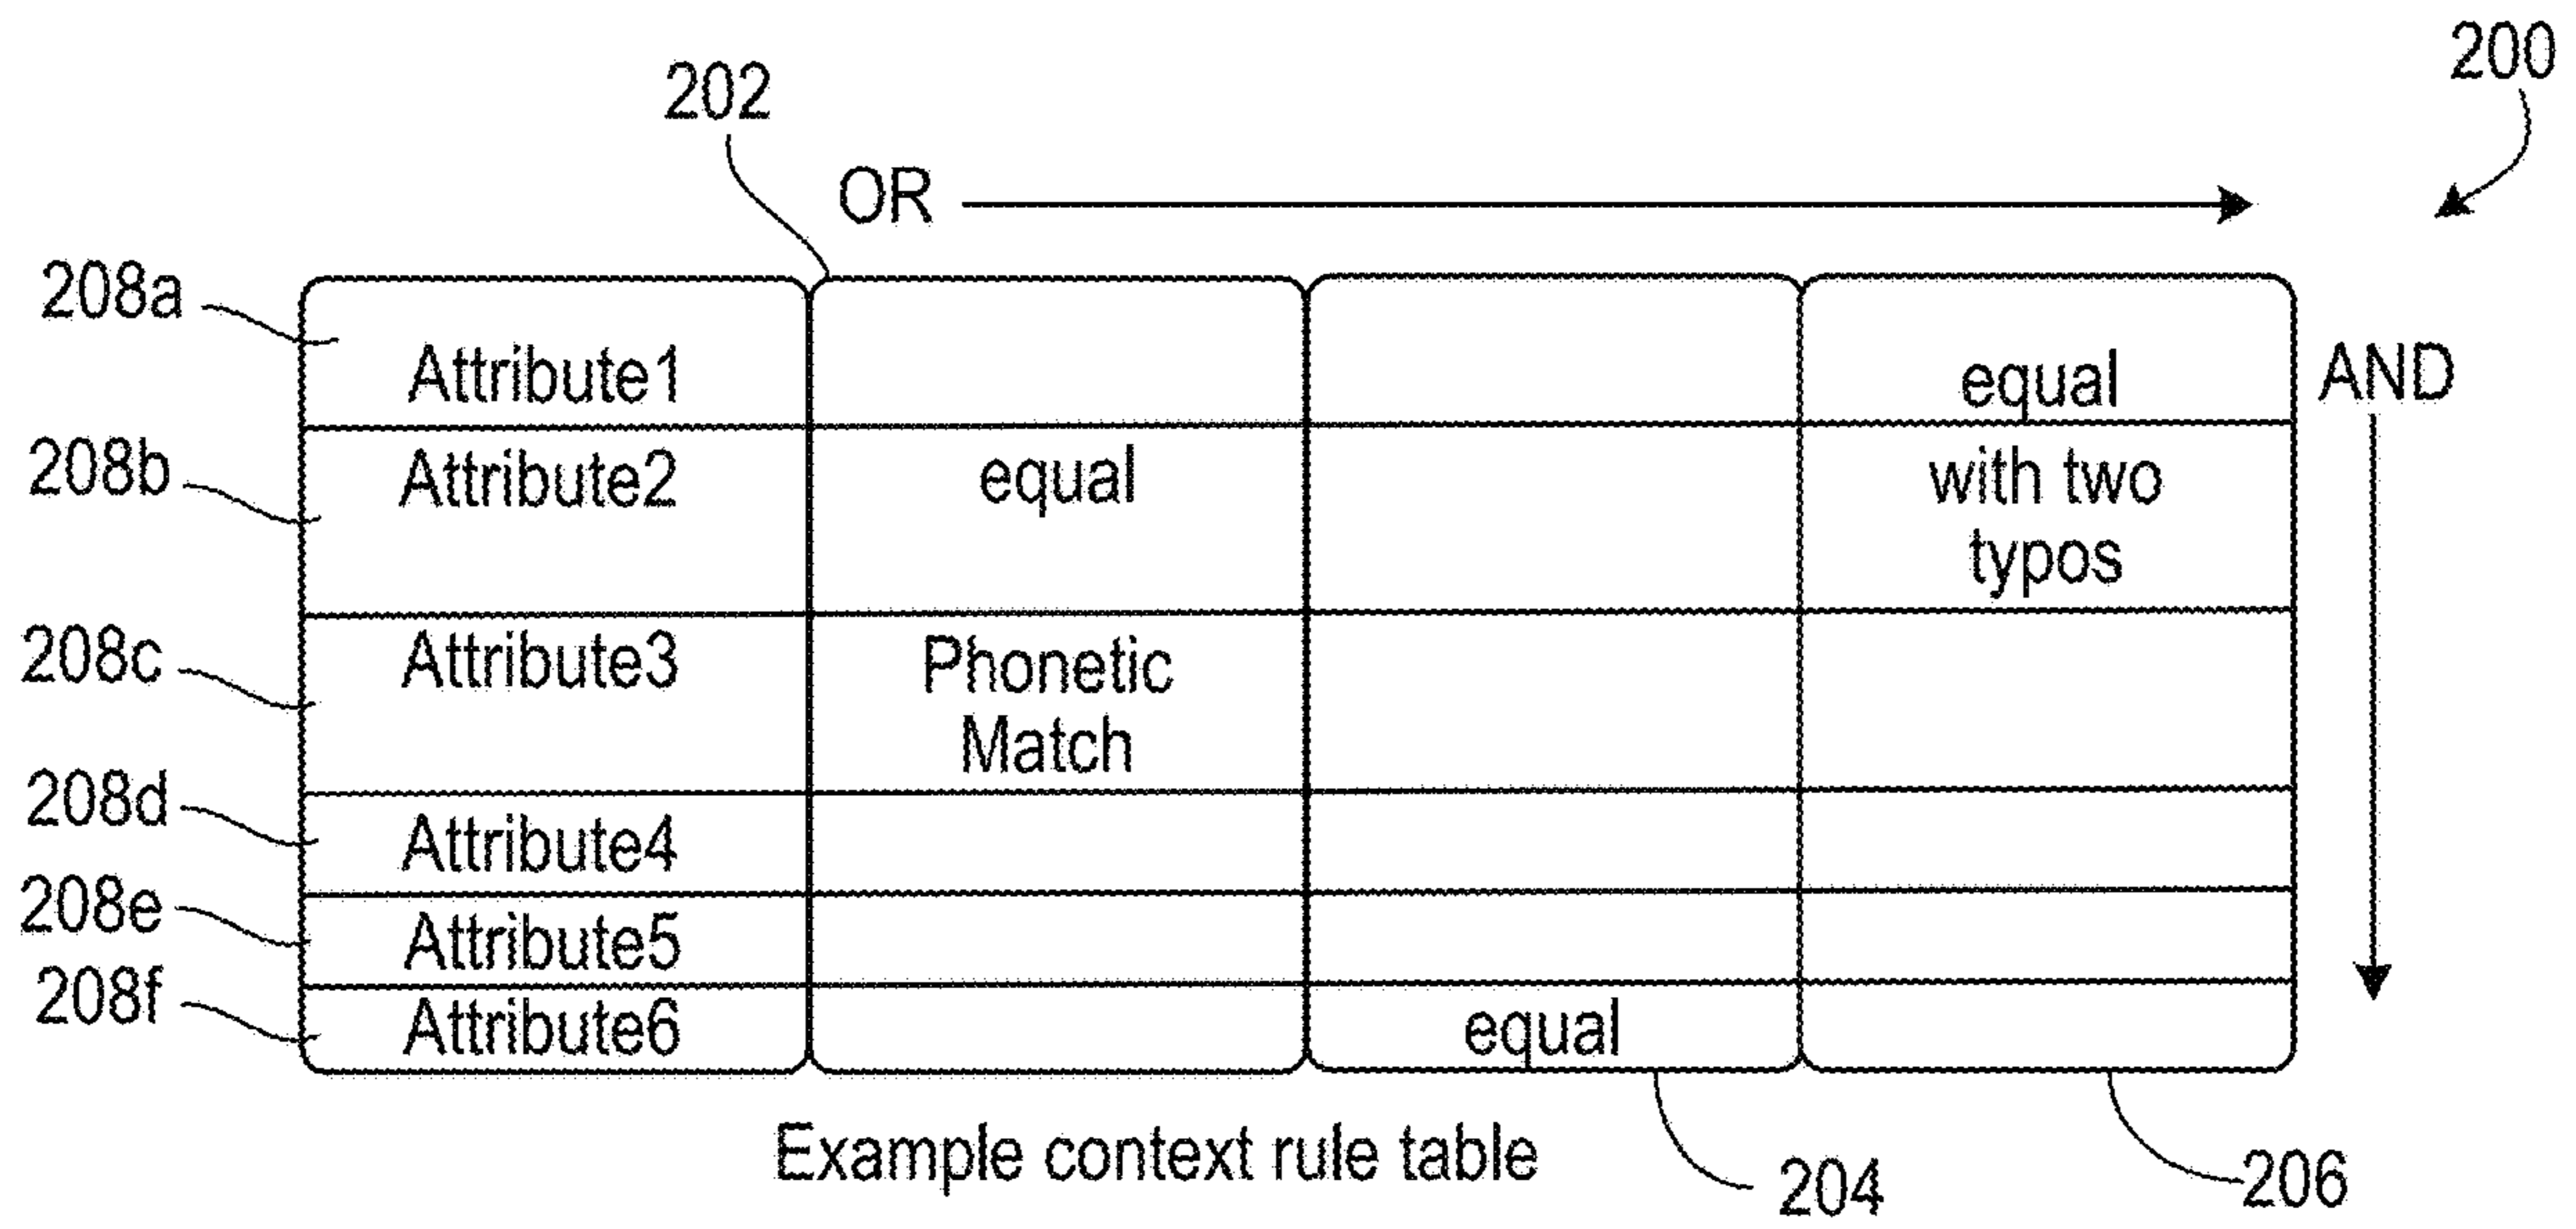 200
202
OR
208a
Attribute1
equal
AND
208b
Attribute2
equal
with two
typos
208c
Attribute3
Phonetic
Match
208d
Attribute4
208e
Attribute5
208f
Attribute6
equal
Example context rule table
204
206